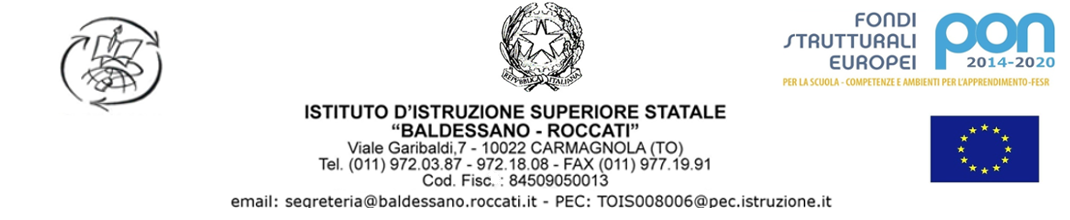 FONDI
STRUTTURALI
EUROPEI
pon
2014-2020
PER LA SCUOLA - COMPETENZE E AMBIENTI PER L'APPRENDIMENTO-FESR
REPVBBLICA ITALIANA
ISTITUTO D'ISTRUZIONE SUPERIORE STATALE
"BALDESSANO - ROCCATI"
Viale Garibaldi,7 - 10022 CARMAGNOLA (TO)
Tel. (011) 972.03.87 - 972.18.08 - FAX (011) 977.19.91
Cod. Fisc. : 84509050013
email: segreteria@baldessano.roccati.it - PEC: TOIS008006@pec.istruzione.it